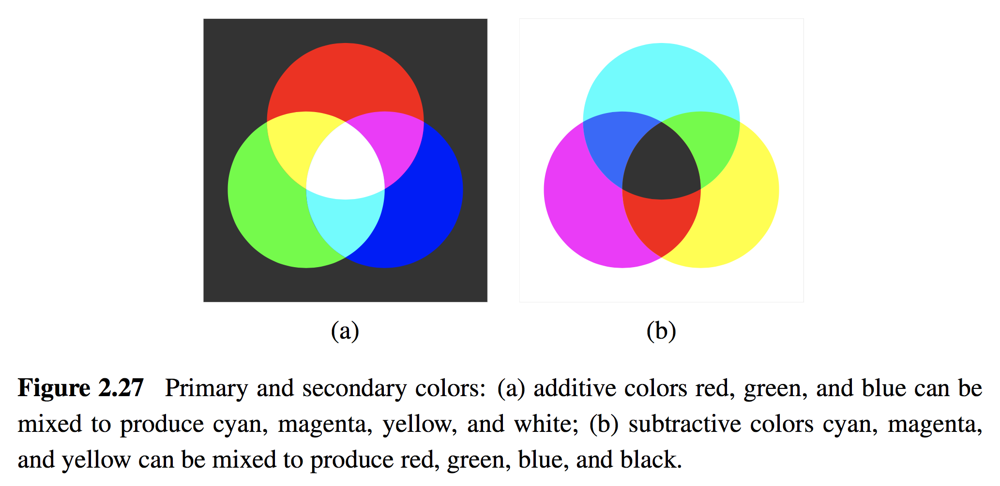 (a) (b)
Figure 2.27 Primary and secondary colors: (a) additive colors red, green, and blue can be
mixed to produce cyan, magenta, yellow, and white; (b) subtractive colors cyan, magenta,
and yellow can be mixed to produce red, green, blue, and black.